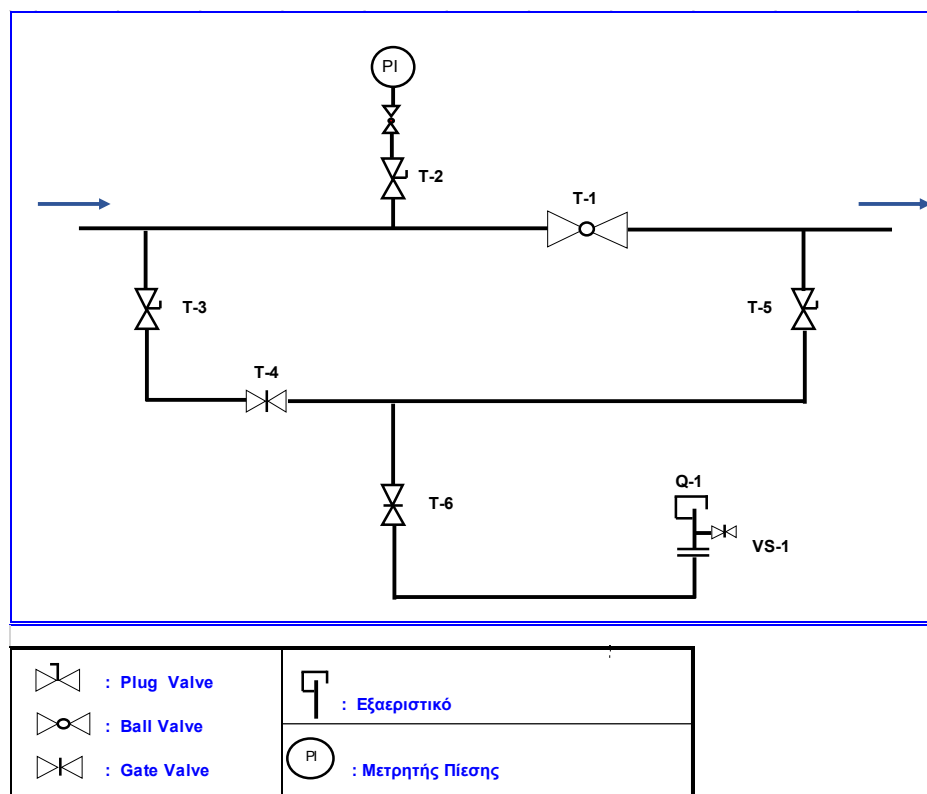 PI
T-2
T-1
T-3
T-5
T-4
Q-1
T-6
VS-1
: Plug Valve
: Εξαεριστικό
: Ball Valve
: Gate Valve
PI
: Μετρητής Πίεσης